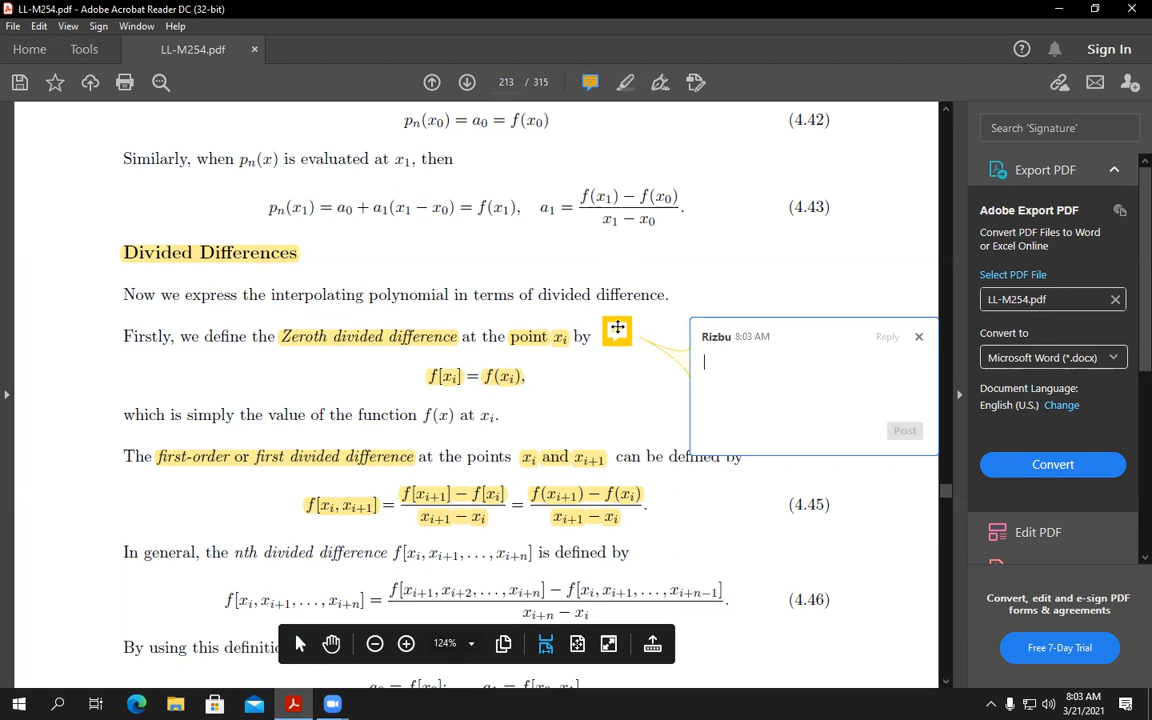 LL-M254.pdf - Adobe Acrobat Reader DC (32-bit)
File Edit View Sign Window Help
Home Tools LL-M254.pdf × Sign In
213 / 315
pₙ(x₀) = a₀ = f(x₀) (4.42)
Similarly, when pₙ(x) is evaluated at x₁, then
pₙ(x₁) = a₀ + a₁(x₁ − x₀) = f(x₁), a₁ = (f(x₁) − f(x₀)) / (x₁ − x₀). (4.43)
Divided Differences
Now we express the interpolating polynomial in terms of divided difference.
Firstly, we define the Zeroth divided difference at the point xᵢ by
f[xᵢ] = f(xᵢ),
which is simply the value of the function f(x) at xᵢ.
The first-order or first divided difference at the points xᵢ and xᵢ₊₁ can be defined by
f[xᵢ, xᵢ₊₁] = (f[xᵢ₊₁] − f[xᵢ]) / (xᵢ₊₁ − xᵢ) = (f(xᵢ₊₁) − f(xᵢ)) / (xᵢ₊₁ − xᵢ). (4.45)
In general, the nth divided difference f[xᵢ, xᵢ₊₁, . . . , xᵢ₊ₙ] is defined by
f[xᵢ, xᵢ₊₁, . . . , xᵢ₊ₙ] = (f[xᵢ₊₁, xᵢ₊₂, . . . , xᵢ₊ₙ] − f[xᵢ, xᵢ₊₁, . . . , xᵢ₊ₙ₋₁]) / (xᵢ₊ₙ − xᵢ). (4.46)
By using this definiti
Rizbu 8:03 AM Reply ×
Post
124%
Search 'Signature'
Export PDF
Adobe Export PDF
Convert PDF Files to Word
or Excel Online
Select PDF File
LL-M254.pdf
Convert to
Microsoft Word (*.docx)
Document Language:
English (U.S.) Change
Convert
Edit PDF
Convert, edit and e-sign PDF
forms & agreements
Free 7-Day Trial
8:03 AM
3/21/2021